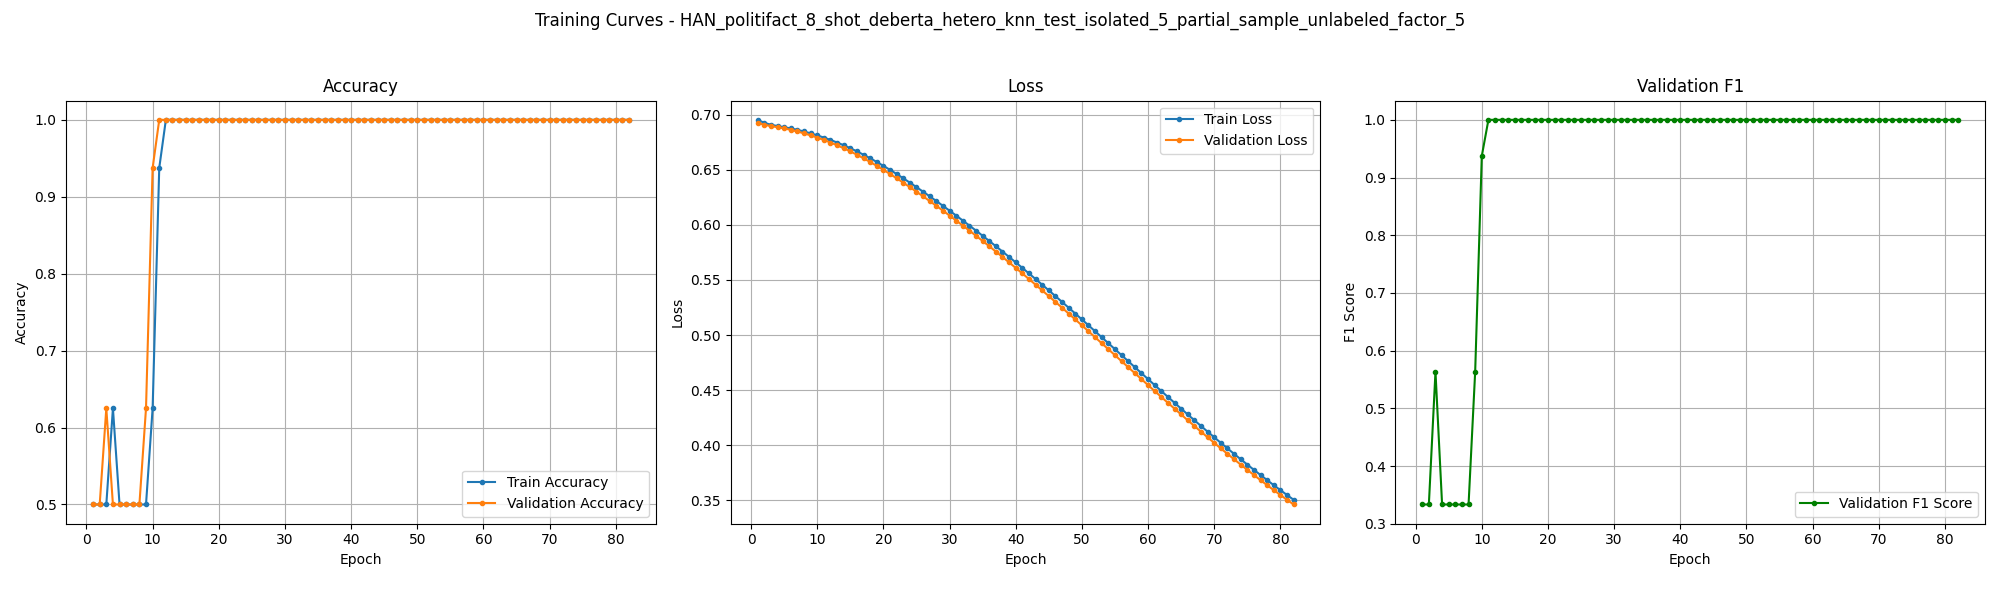 Training Curves - HAN_politifact_8_shot_deberta_hetero_knn_test_isolated_5_partial_sample_unlabeled_factor_5
Accuracy
Accuracy
1.0
0.9
0.8
0.7
0.6
0.5
0 10 20 30 40 50 60 70 80
Epoch
Train Accuracy
Validation Accuracy
Loss
Loss
0.70
0.65
0.60
0.55
0.50
0.45
0.40
0.35
0 10 20 30 40 50 60 70 80
Epoch
Train Loss
Validation Loss
Validation F1
F1 Score
1.0
0.9
0.8
0.7
0.6
0.5
0.4
0.3
0 10 20 30 40 50 60 70 80
Epoch
Validation F1 Score